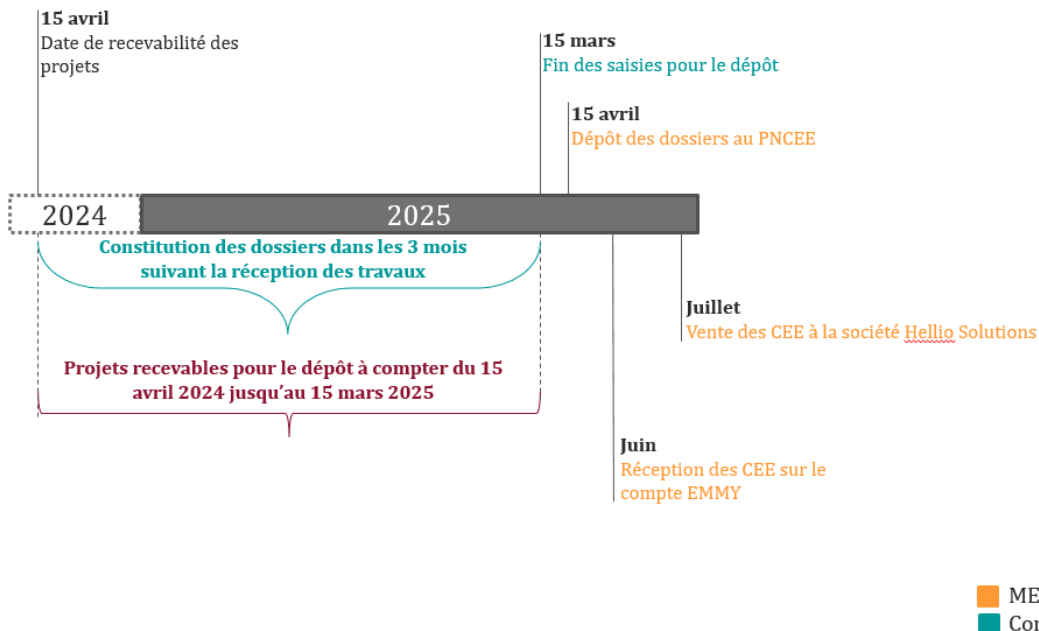 15 avril
Date de recevabilité des
projets
15 mars
Fin des saisies pour le dépôt
15 avril
Dépôt des dossiers au PNCEE
2024
2025
Constitution des dossiers dans les 3 mois
suivant la réception des travaux
Juillet
Vente des CEE à la société Hellio Solutions
Projets recevables pour le dépôt à compter du 15
avril 2024 jusqu'au 15 mars 2025
Juin
Réception des CEE sur le
compte EMMY
ME
Con